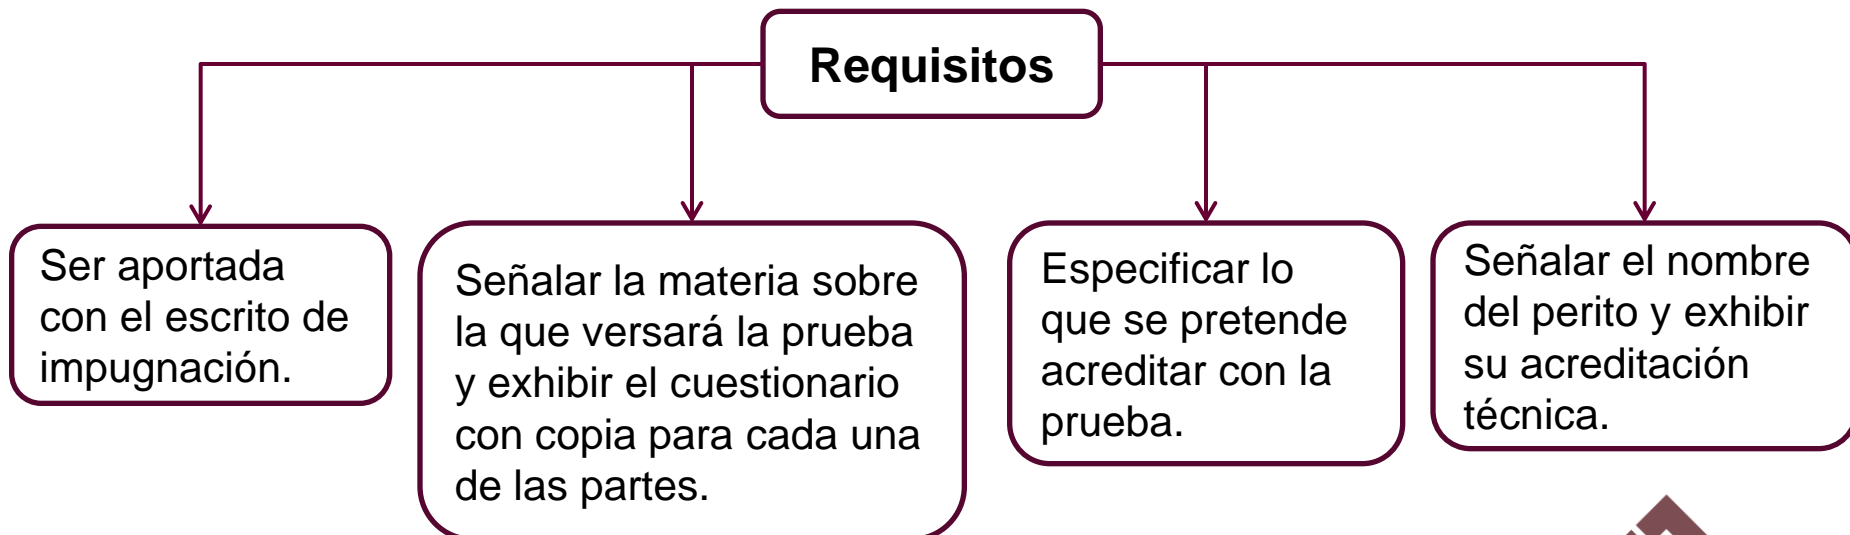 Requisitos
Ser aportada
con el escrito de
impugnación.
Señalar la materia sobre
la que versará la prueba
y exhibir el cuestionario
con copia para cada una
de las partes.
Especificar lo
que se pretende
acreditar con la
prueba.
Señalar el nombre
del perito y exhibir
su acreditación
técnica.